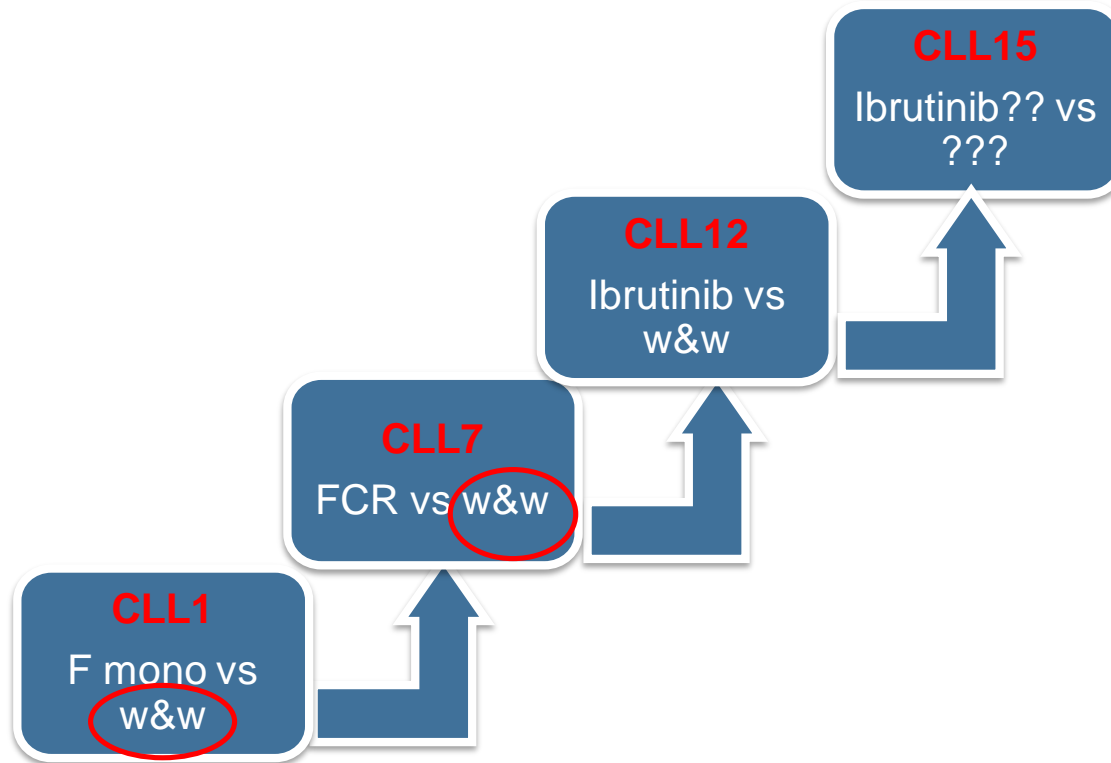 CLL15
Ibrutinib?? vs
???
CLL12
Ibrutinib vs
w&w
CLL7
FCR vs w&w
CLL1
F mono vs
w&w